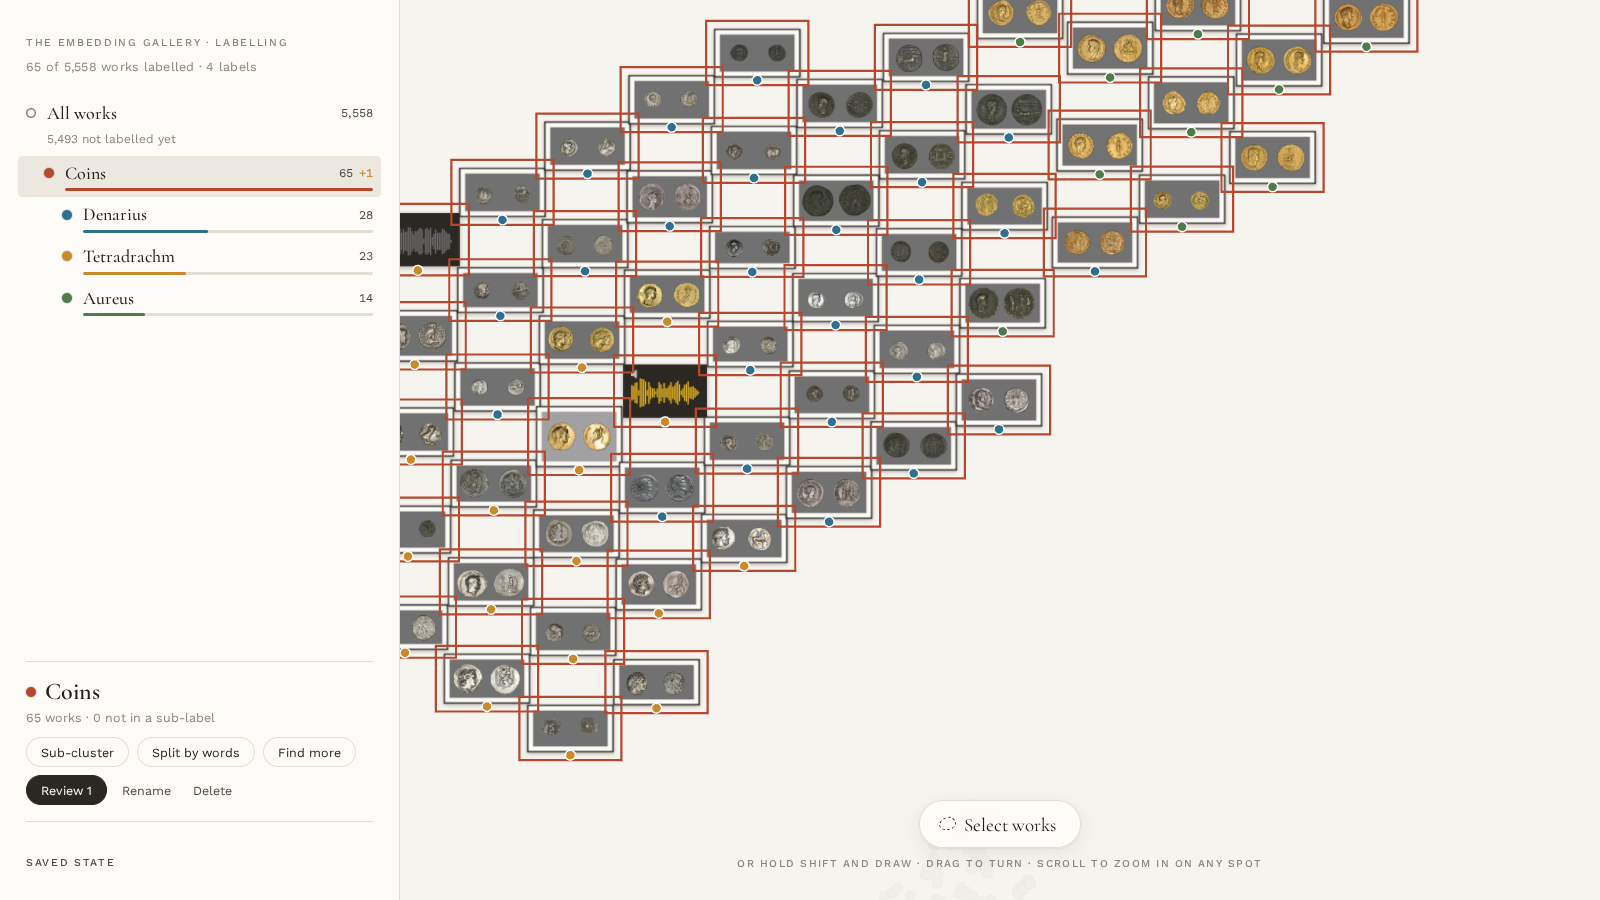 THE EMBEDDING GALLERY · LABELLING
65 of 5,558 works labelled · 4 labels
All works 5,558
5,493 not labelled yet
Coins 65 +1
Denarius 28
Tetradrachm 23
Aureus 14
Coins
65 works · 0 not in a sub-label
Sub-cluster Split by words Find more
Review 1 Rename Delete
SAVED STATE
Select works
OR HOLD SHIFT AND DRAW · DRAG TO TURN · SCROLL TO ZOOM IN ON ANY SPOT